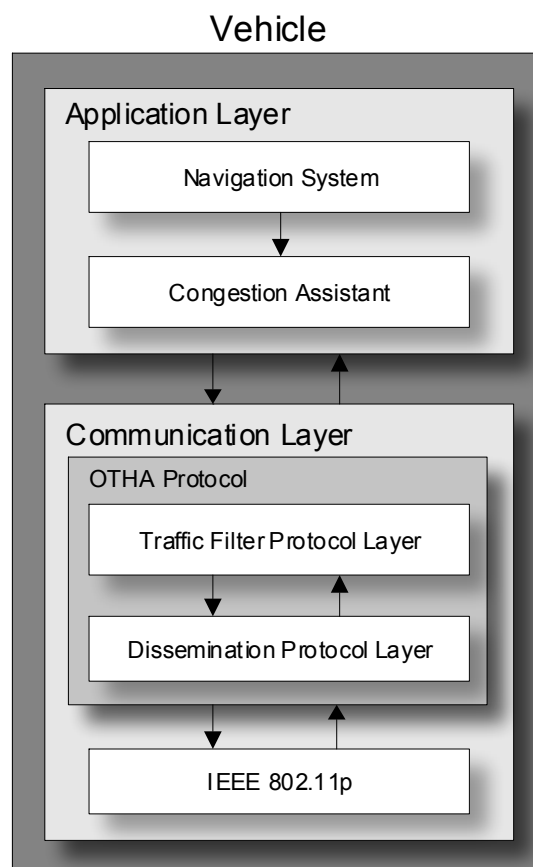 Vehicle
Application Layer
Navigation System
Congestion Assistant
Communication Layer
OTHA Protocol
Traffic Filter Protocol Layer
Dissemination Protocol Layer
IEEE 802.11p